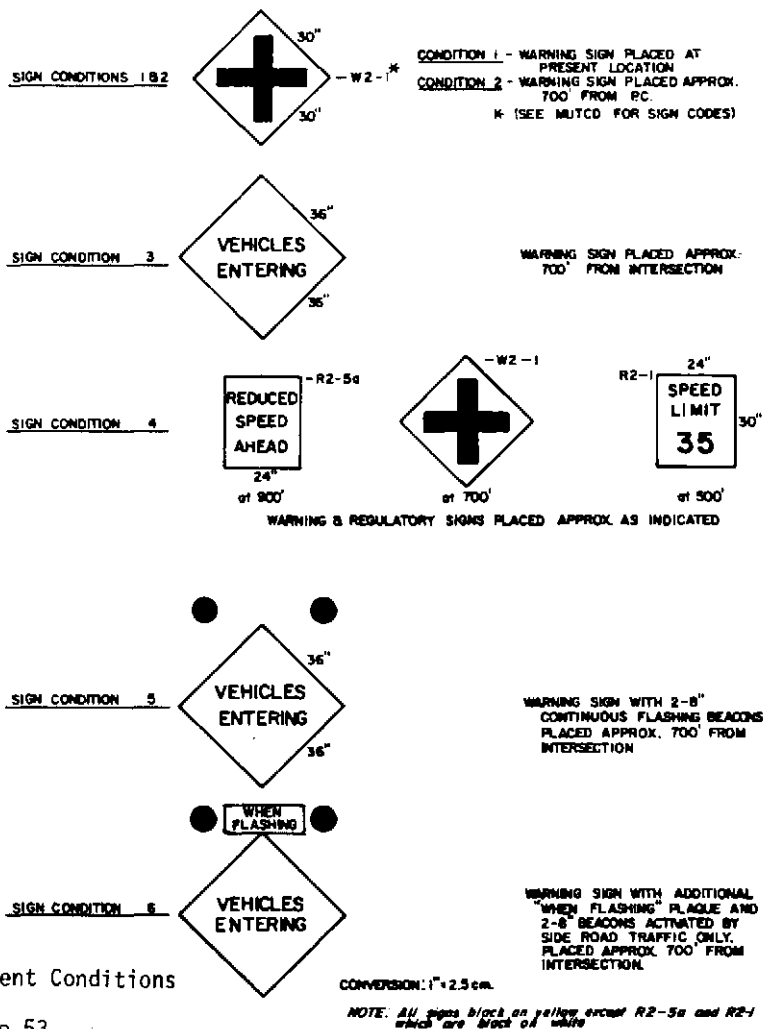 30"
SIGN CONDITIONS 1&2
-W2-1*
30"
CONDITION 1 - WARNING SIGN PLACED AT
PRESENT LOCATION
CONDITION 2 - WARNING SIGN PLACED APPROX.
700' FROM P.C.
* (SEE MUTCD FOR SIGN CODES)
36"
SIGN CONDITION 3
VEHICLES
ENTERING
36"
WARNING SIGN PLACED APPROX.
700' FROM INTERSECTION
SIGN CONDITION 4
-R2-5a
REDUCED
SPEED
AHEAD
24"
at 900'
-W2-1
at 700'
24"
R2-1
SPEED
LIMIT
35
30"
at 500'
WARNING & REGULATORY SIGNS PLACED APPROX. AS INDICATED
36"
SIGN CONDITION 5
VEHICLES
ENTERING
36"
WARNING SIGN WITH 2-8"
CONTINUOUS FLASHING BEACONS
PLACED APPROX. 700' FROM
INTERSECTION
WHEN
FLASHING
SIGN CONDITION 6
VEHICLES
ENTERING
WARNING SIGN WITH ADDITIONAL
"WHEN FLASHING" PLAQUE AND
2-8" BEACONS ACTIVATED BY
SIDE ROAD TRAFFIC ONLY.
PLACED APPROX. 700' FROM
INTERSECTION.
ent Conditions
CONVERSION: 1" = 2.5 cm.
53
NOTE: All signs black on yellow except R2-5a and R2-1
which are black on white